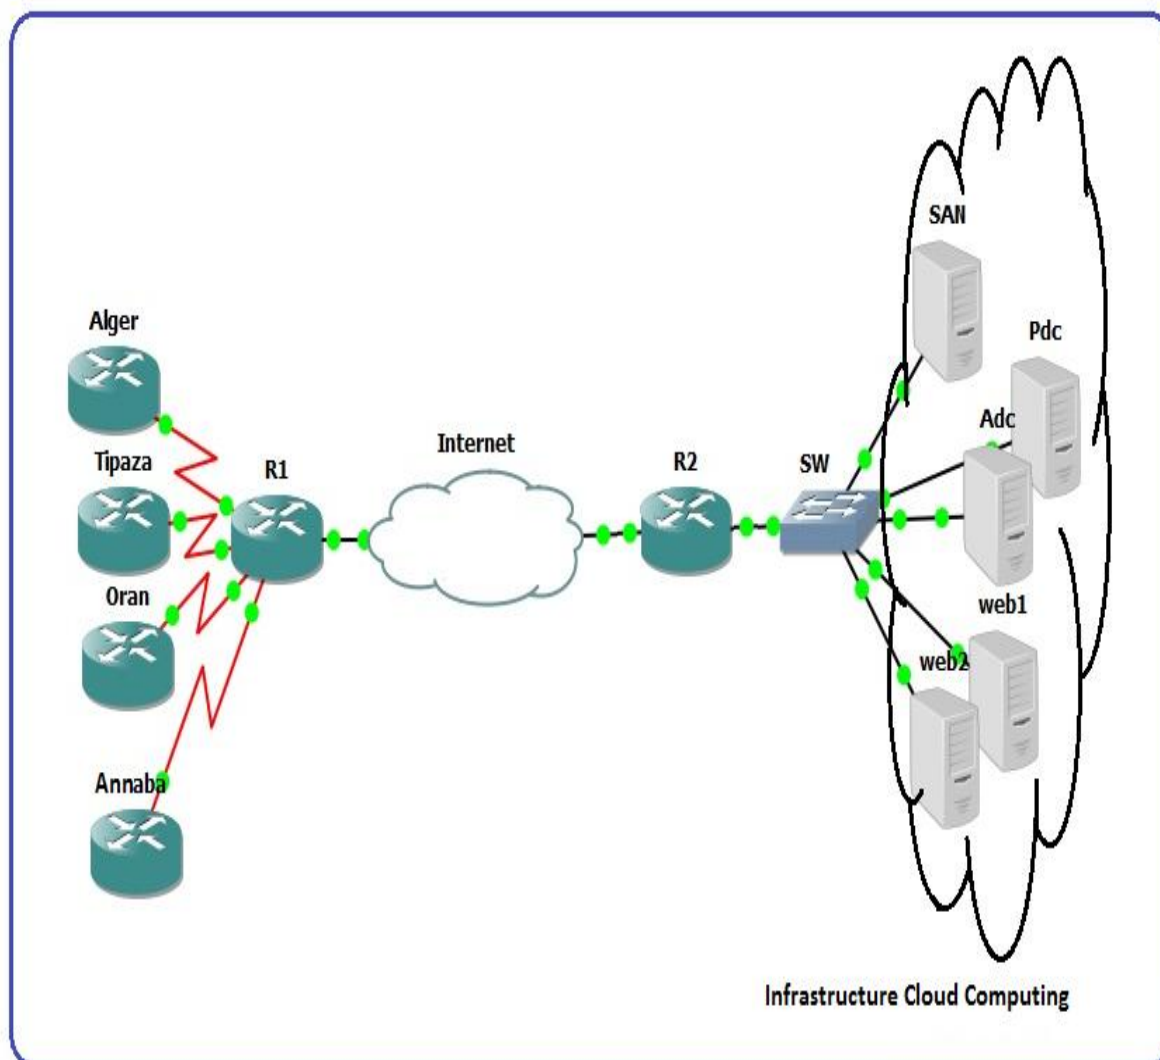 SAN
Alger
Pdc
Adc
Internet
Tipaza
R1
R2
SW
Oran
web1
web2
Annaba
Infrastructure Cloud Computing